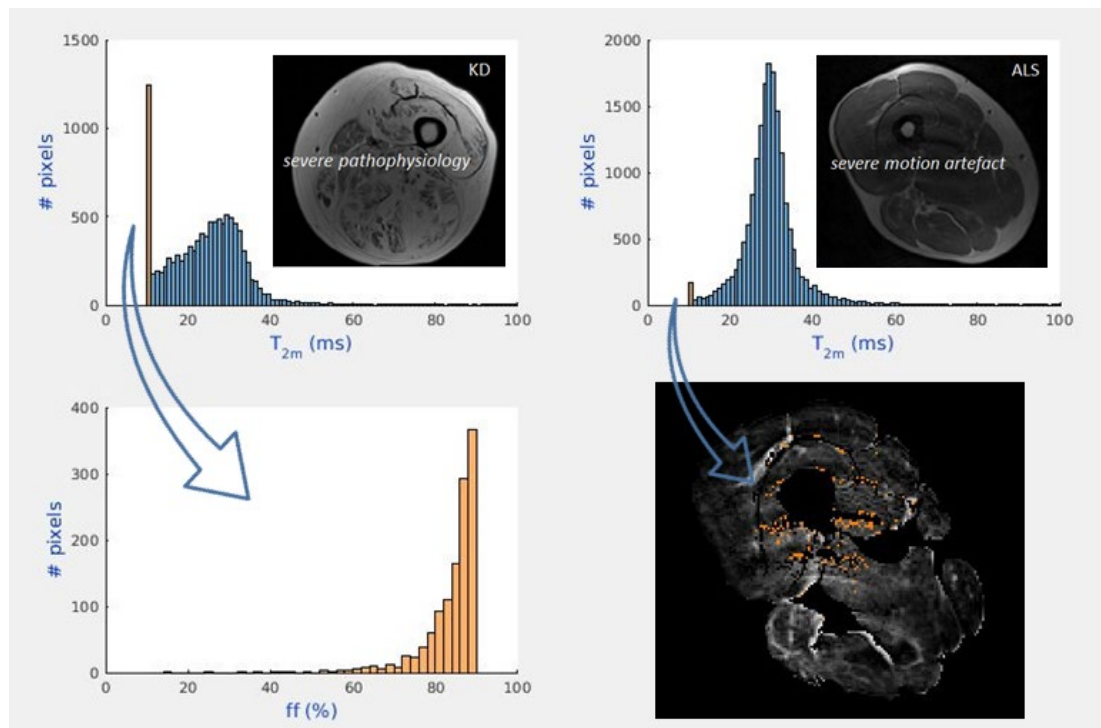 1500
1000
500
0
# pixels
0 20 40 60 80 100
T2m (ms)
KD
severe pathophysiology
2000
1500
1000
500
0
# pixels
0 20 40 60 80 100
T2m (ms)
ALS
severe motion artefact
400
300
200
100
0
# pixels
0 20 40 60 80 100
ff (%)